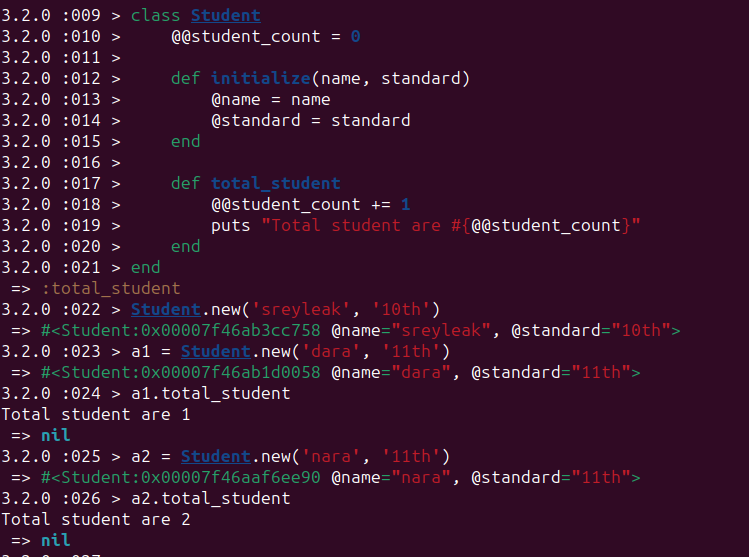 3.2.0 :009 > class Student
3.2.0 :010 >     @@student_count = 0
3.2.0 :011 >
3.2.0 :012 >     def initialize(name, standard)
3.2.0 :013 >         @name = name
3.2.0 :014 >         @standard = standard
3.2.0 :015 >     end
3.2.0 :016 >
3.2.0 :017 >     def total_student
3.2.0 :018 >         @@student_count += 1
3.2.0 :019 >         puts "Total student are #{@@student_count}"
3.2.0 :020 >     end
3.2.0 :021 > end
 => :total_student
3.2.0 :022 > Student.new('sreyleak', '10th')
 => #<Student:0x00007f46ab3cc758 @name="sreyleak", @standard="10th">
3.2.0 :023 > a1 = Student.new('dara', '11th')
 => #<Student:0x00007f46ab1d0058 @name="dara", @standard="11th">
3.2.0 :024 > a1.total_student
Total student are 1
 => nil
3.2.0 :025 > a2 = Student.new('nara', '11th')
 => #<Student:0x00007f46aaf6ee90 @name="nara", @standard="11th">
3.2.0 :026 > a2.total_student
Total student are 2
 => nil